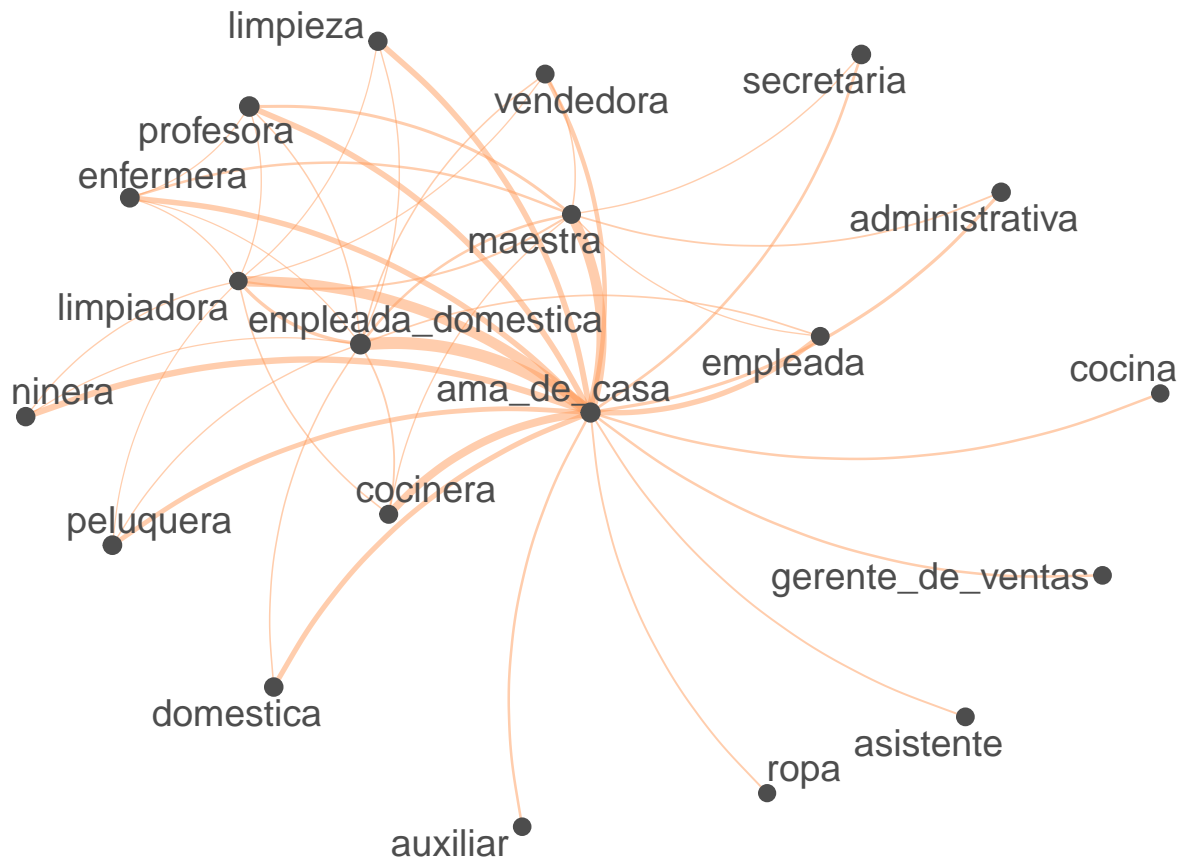 limpieza
secretaria
vendedora
profesora
enfermera
administrativa
maestra
limpiadora
empleada_domestica
empleada
cocina
ninera
ama_de_casa
cocinera
peluquera
gerente_de_ventas
domestica
asistente
ropa
auxiliar